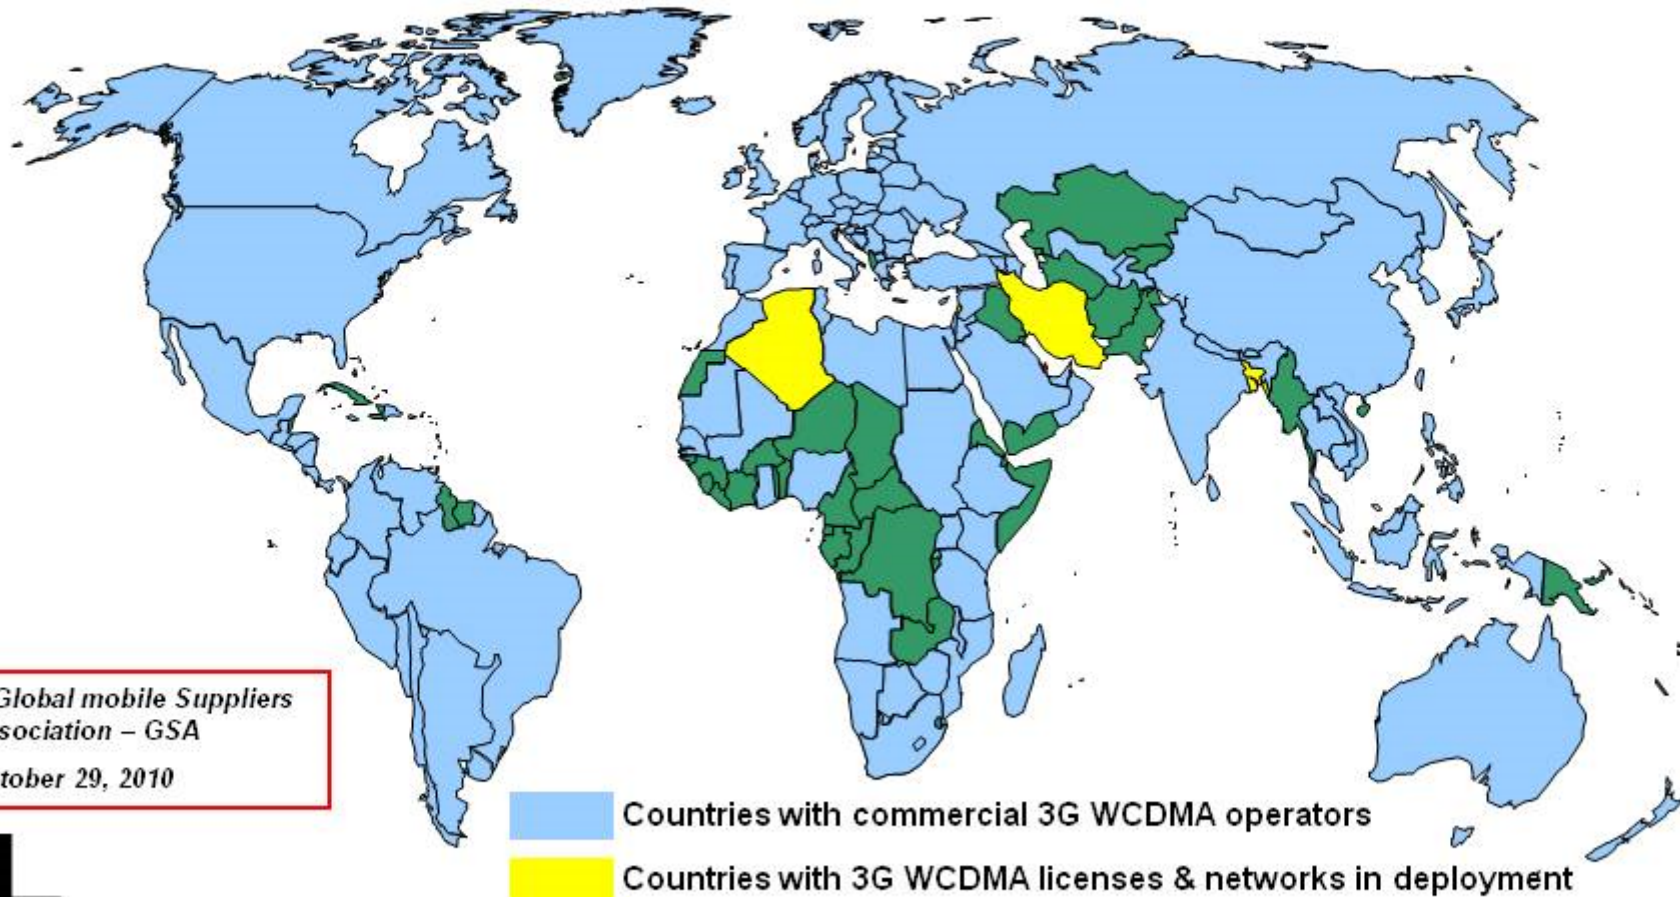 Global mobile Suppliers
sociation – GSA
tober 29, 2010
Countries with commercial 3G WCDMA operators
Countries with 3G WCDMA licenses & networks in deployment